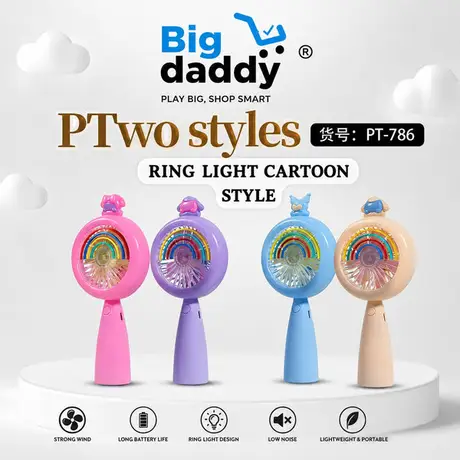 Big
daddy ®
PLAY BIG, SHOP SMART
PTwo styles 货号：PT-786
RING LIGHT CARTOON
STYLE
STRONG WIND LONG BATTERY LIFE RING LIGHT DESIGN LOW NOISE LIGHTWEIGHT & PORTABLE